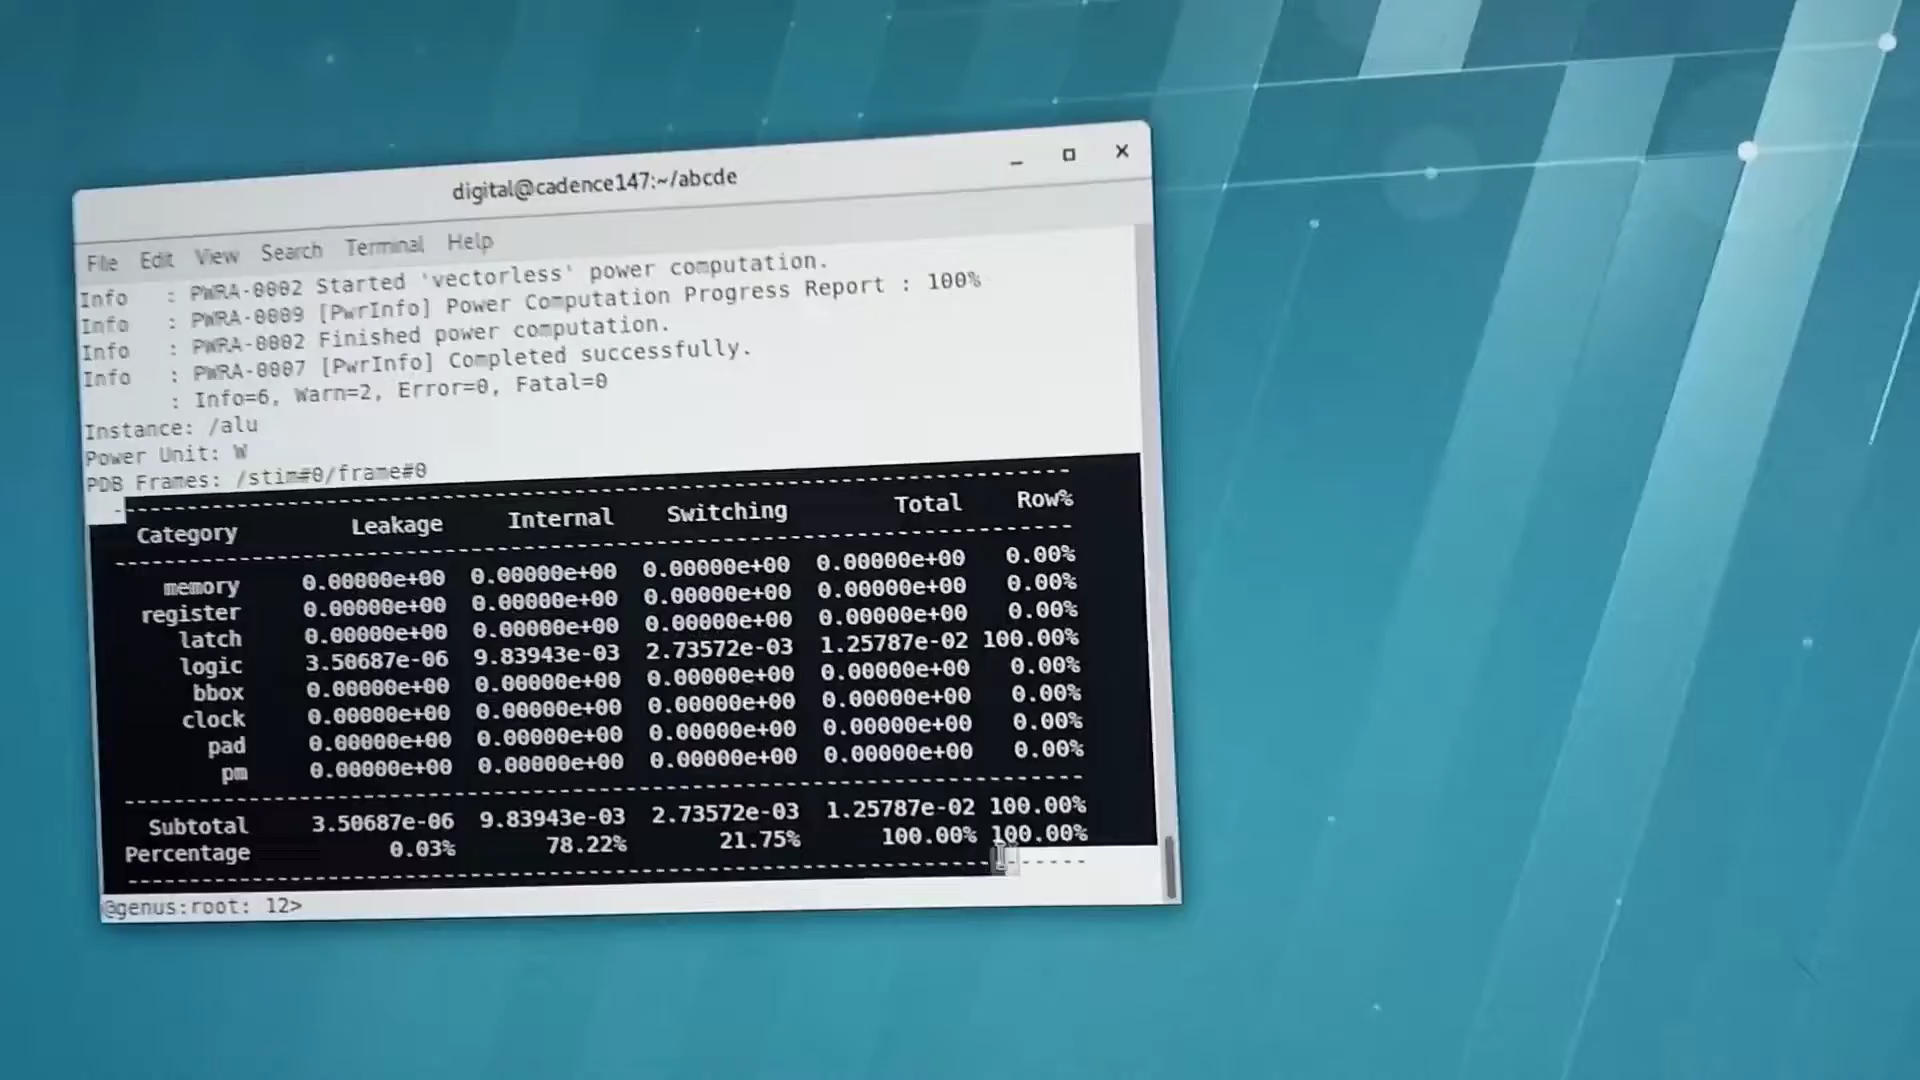 digital@cadence147:~/abcde
File Edit View Search Terminal Help
Info : PWRA-0002 Started 'vectorless' power computation.
Info : PWRA-0009 [PwrInfo] Power Computation Progress Report : 100%
Info : PWRA-0002 Finished power computation.
Info : PWRA-0007 [PwrInfo] Completed successfully.
: Info=6, Warn=2, Error=0, Fatal=0
Instance: /alu
Power Unit: W
PDB Frames: /stim#0/frame#0
Category Leakage Internal Switching Total Row%
memory 0.00000e+00 0.00000e+00 0.00000e+00 0.00000e+00 0.00%
register 0.00000e+00 0.00000e+00 0.00000e+00 0.00000e+00 0.00%
latch 0.00000e+00 0.00000e+00 0.00000e+00 0.00000e+00 0.00%
logic 3.50687e-06 9.83943e-03 2.73572e-03 1.25787e-02 100.00%
bbox 0.00000e+00 0.00000e+00 0.00000e+00 0.00000e+00 0.00%
clock 0.00000e+00 0.00000e+00 0.00000e+00 0.00000e+00 0.00%
pad 0.00000e+00 0.00000e+00 0.00000e+00 0.00000e+00 0.00%
pm 0.00000e+00 0.00000e+00 0.00000e+00 0.00000e+00 0.00%
Subtotal 3.50687e-06 9.83943e-03 2.73572e-03 1.25787e-02 100.00%
Percentage 0.03% 78.22% 21.75% 100.00% 100.00%
@genus:root: 12>